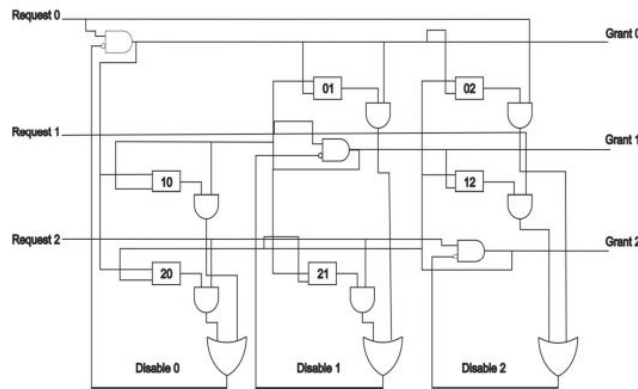 Request 0
Grant 0
01
02
Request 1
Grant 1
10
12
Request 2
Grant 2
20
21
Disable 0
Disable 1
Disable 2